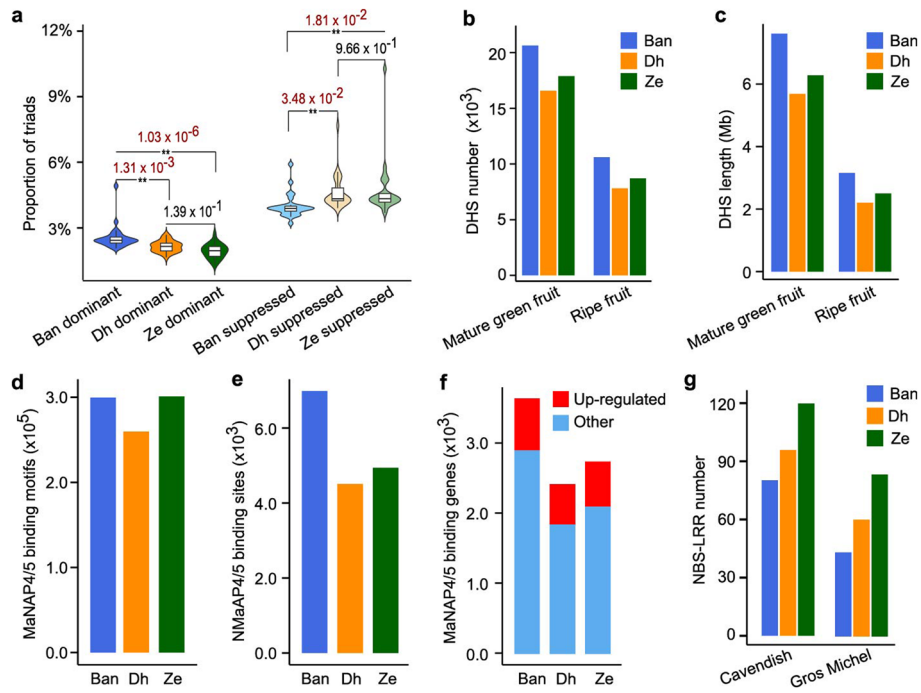 a
12%
9%
6%
3%
Proportion of triads
1.81 x 10-2
**
9.66 x 10-1
3.48 x 10-2
**
1.03 x 10-6
**
1.31 x 10-3
**
1.39 x 10-1
Ban dominant
Dh dominant
Ze dominant
Ban suppressed
Dh suppressed
Ze suppressed
b
DHS number (x10³)
20
15
10
5
0
Ban
Dh
Ze
Mature green fruit
Ripe fruit
c
DHS length (Mb)
6
4
2
0
Ban
Dh
Ze
Mature green fruit
Ripe fruit
d
MaNAP4/5 binding motifs (x10⁵)
3.0
2.0
1.0
0.0
Ban Dh Ze
e
NMaAP4/5 binding sites (x10³)
6.0
4.0
2.0
0.0
Ban Dh Ze
f
MaNAP4/5 binding genes (x10³)
3.0
2.0
1.0
0.0
Up-regulated
Other
Ban Dh Ze
g
NBS-LRR number
120
90
60
30
0
Ban
Dh
Ze
Cavendish
Gros Michel